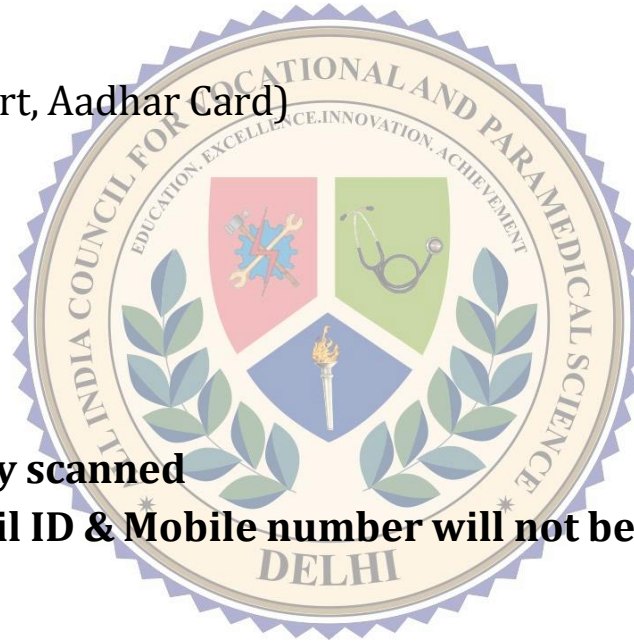 rt, Aadhar Card)
ALL INDIA COUNCIL FOR VOCATIONAL AND PARAMEDICAL SCIENCE
EDUCATION. EXCELLENCE.INNOVATION. ACHIEVEMENT
y scanned
il ID & Mobile number will not be
DELHI